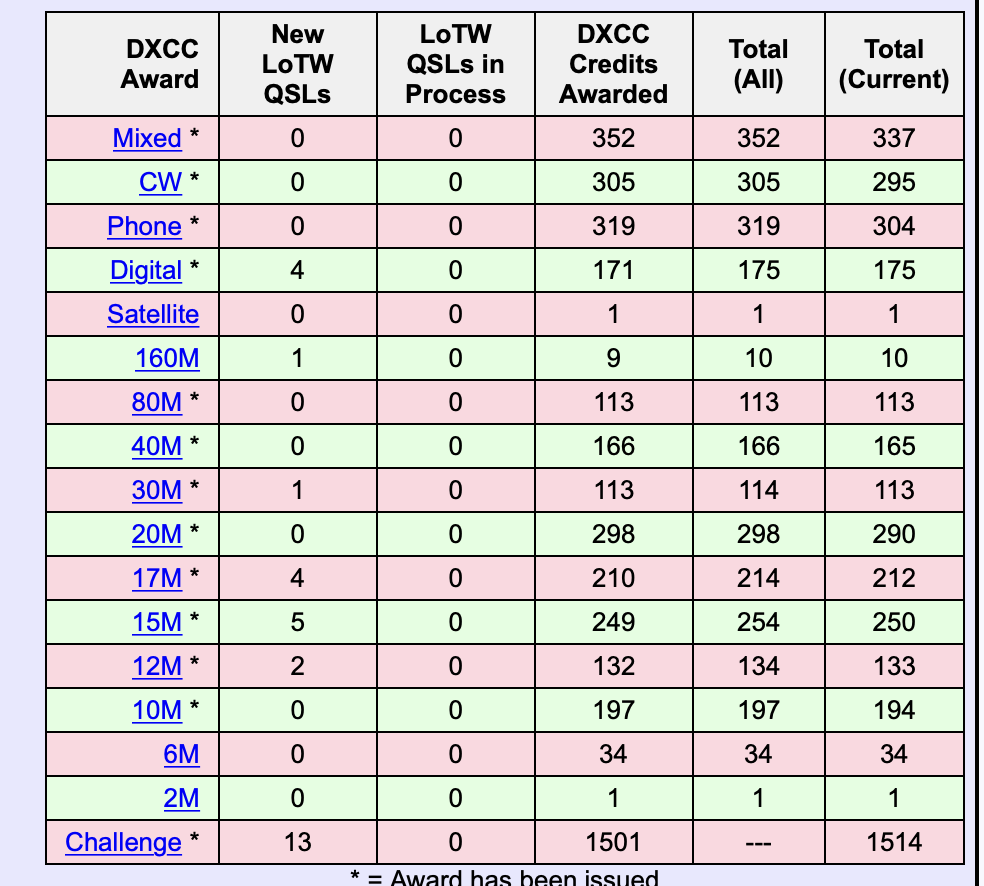 DXCC Award New LoTW QSLs LoTW QSLs in Process DXCC Credits Awarded Total (All) Total (Current)
Mixed * 0 0 352 352 337
CW * 0 0 305 305 295
Phone * 0 0 319 319 304
Digital * 4 0 171 175 175
Satellite 0 0 1 1 1
160M 1 0 9 10 10
80M * 0 0 113 113 113
40M * 0 0 166 166 165
30M * 1 0 113 114 113
20M * 0 0 298 298 290
17M * 4 0 210 214 212
15M * 5 0 249 254 250
12M * 2 0 132 134 133
10M * 0 0 197 197 194
6M 0 0 34 34 34
2M 0 0 1 1 1
Challenge * 13 0 1501 --- 1514
* = Award has been issued